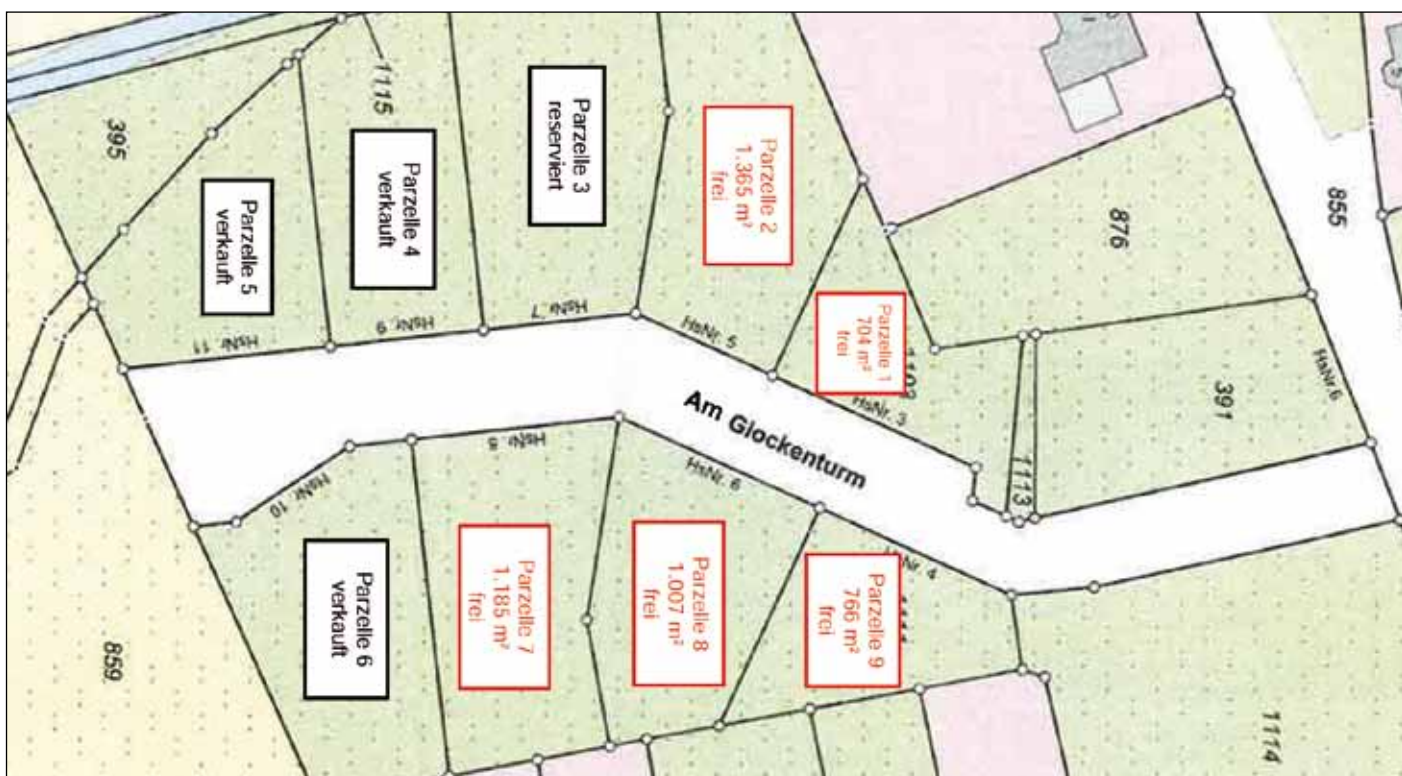 395
1115
Parzelle 5
verkauft
Parzelle 4
verkauft
Parzelle 3
reserviert
Parzelle 2
1.365 m²
frei
Parzelle 1
704 m²
frei
876
855
391
1113
HsNr.6
HsNr. 11
HsNr. 9
HsNr. 7
HsNr. 5
HsNr. 3
Am Glockenturm
HsNr. 10
HsNr. 8
HsNr. 6
Nr. 4
Parzelle 6
verkauft
Parzelle 7
1.185 m²
frei
Parzelle 8
1.007 m²
frei
Parzelle 9
766 m²
frei
859
1114